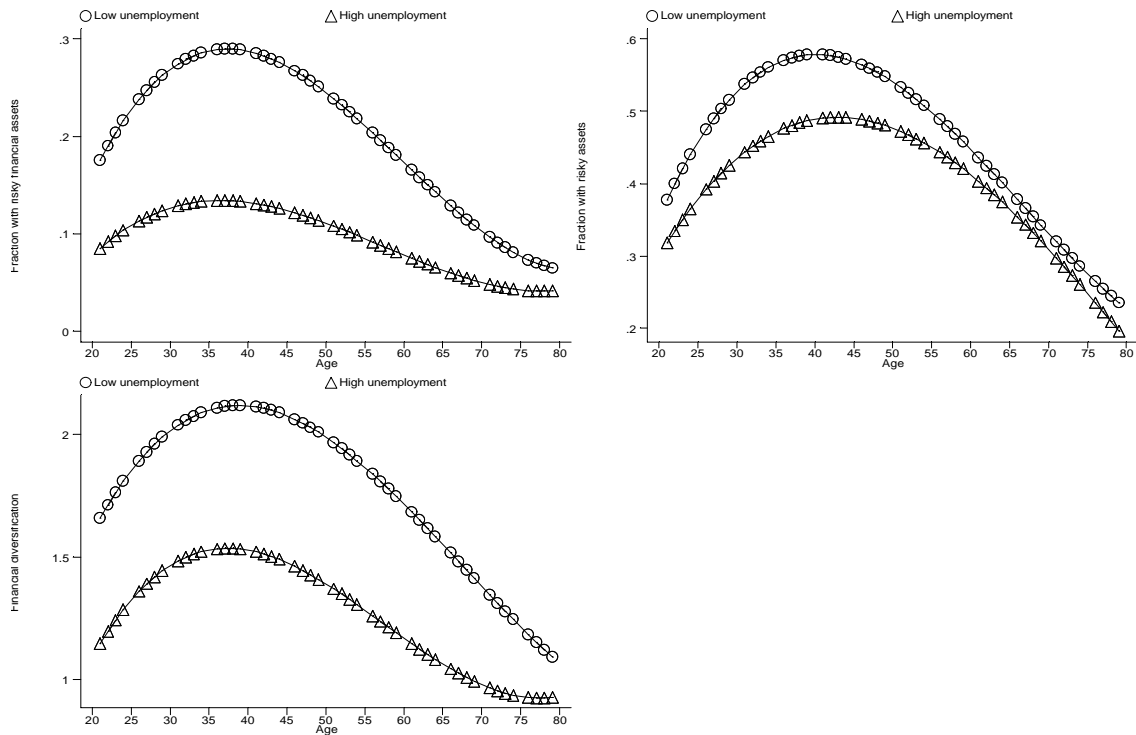 Low unemployment
High unemployment
Fraction with risky financial assets
.3
.2
.1
0
20 25 30 35 40 45 50 55 60 65 70 75 80
Age
Low unemployment
High unemployment
Fraction with risky assets
.6
.5
.4
.3
.2
20 25 30 35 40 45 50 55 60 65 70 75 80
Age
Low unemployment
High unemployment
Financial diversification
2
1.5
1
20 25 30 35 40 45 50 55 60 65 70 75 80
Age